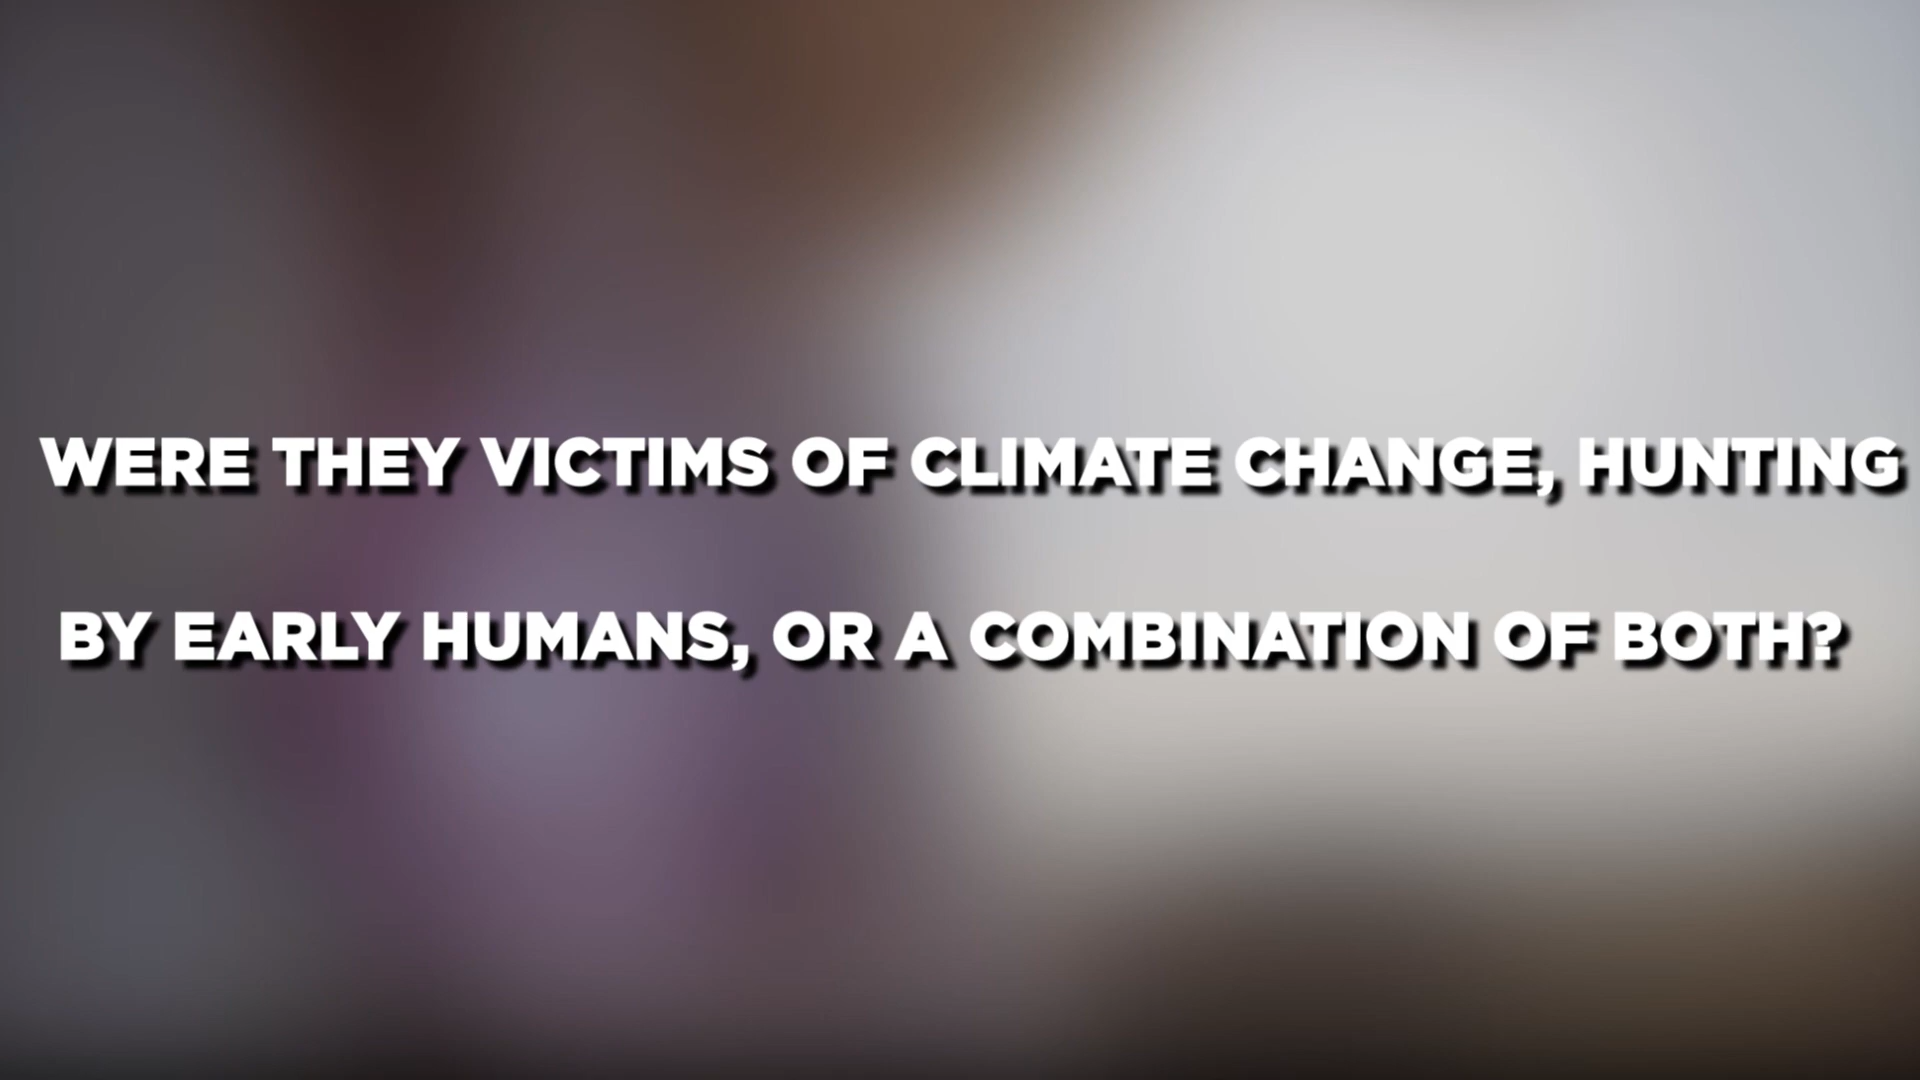 WERE THEY VICTIMS OF CLIMATE CHANGE, HUNTING
BY EARLY HUMANS, OR A COMBINATION OF BOTH?